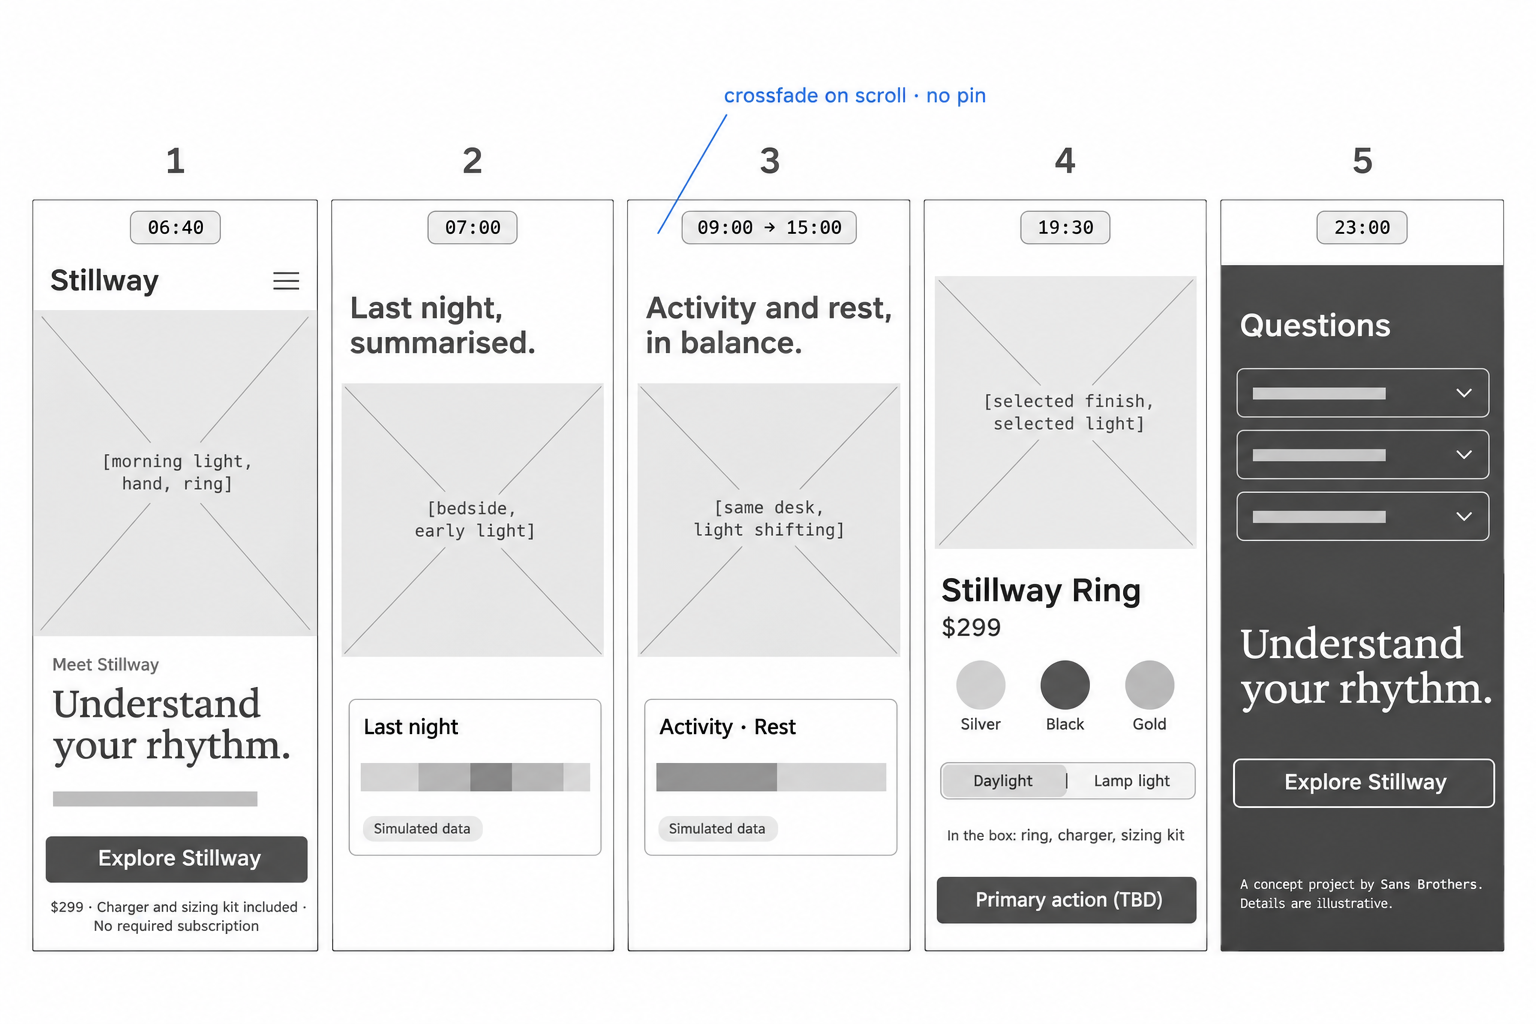 crossfade on scroll · no pin
1
06:40
Stillway
[morning light,
hand, ring]
Meet Stillway
Understand
your rhythm.
Explore Stillway
$299 · Charger and sizing kit included ·
No required subscription
2
07:00
Last night,
summarised.
[bedside,
early light]
Last night
Simulated data
3
09:00 → 15:00
Activity and rest,
in balance.
[same desk,
light shifting]
Activity · Rest
Simulated data
4
19:30
[selected finish,
selected light]
Stillway Ring
$299
Silver Black Gold
Daylight | Lamp light
In the box: ring, charger, sizing kit
Primary action (TBD)
5
23:00
Questions
Understand
your rhythm.
Explore Stillway
A concept project by Sans Brothers.
Details are illustrative.